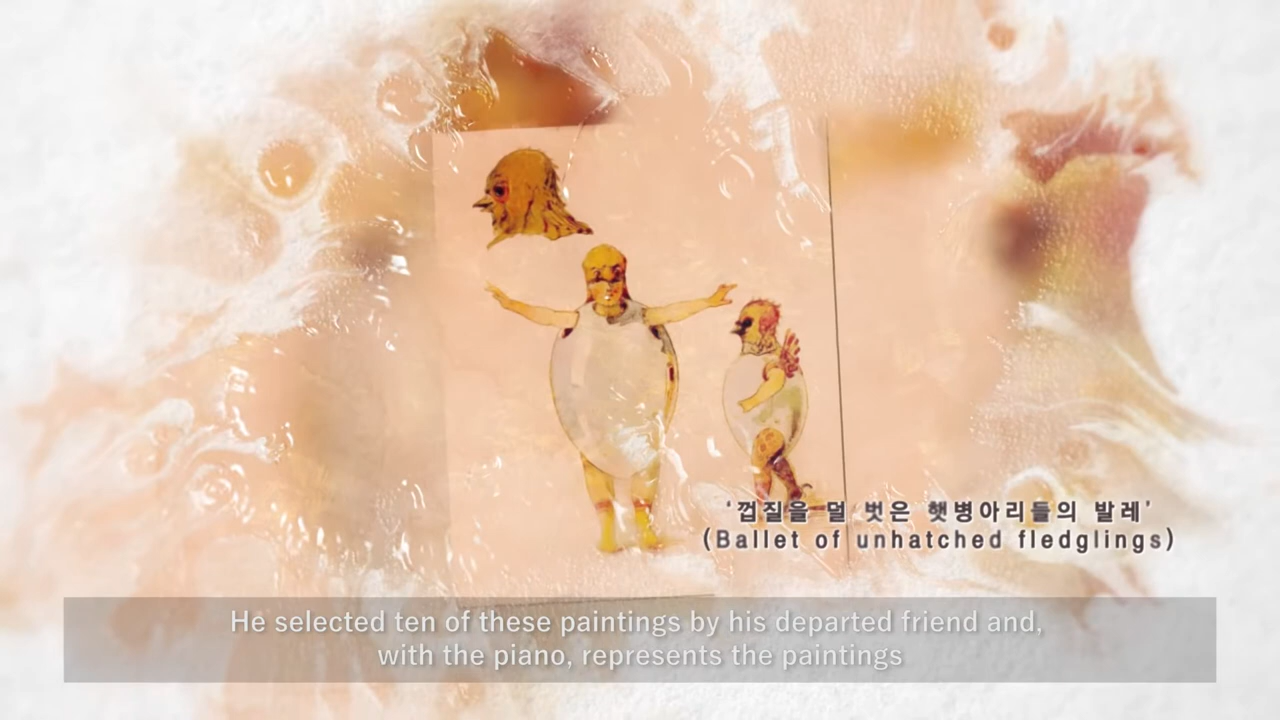 ‘껍질을 덜 벗은 햇병아리들의 발레’
(Ballet of unhatched fledglings)
He selected ten of these paintings by his departed friend and,
with the piano, represents the paintings